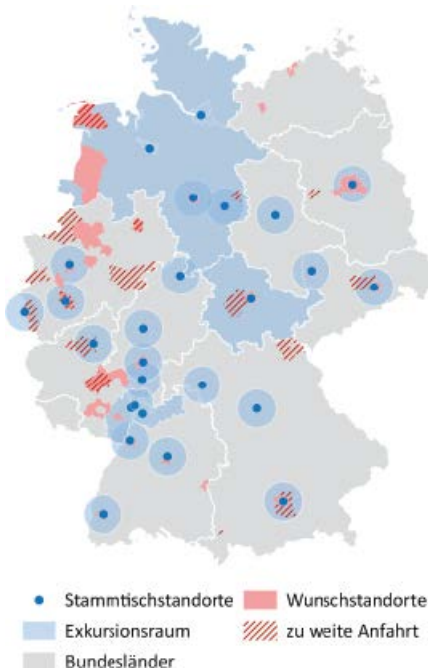 Stammtischstandorte
Wunschstandorte
Exkursionsraum
zu weite Anfahrt
Bundesländer